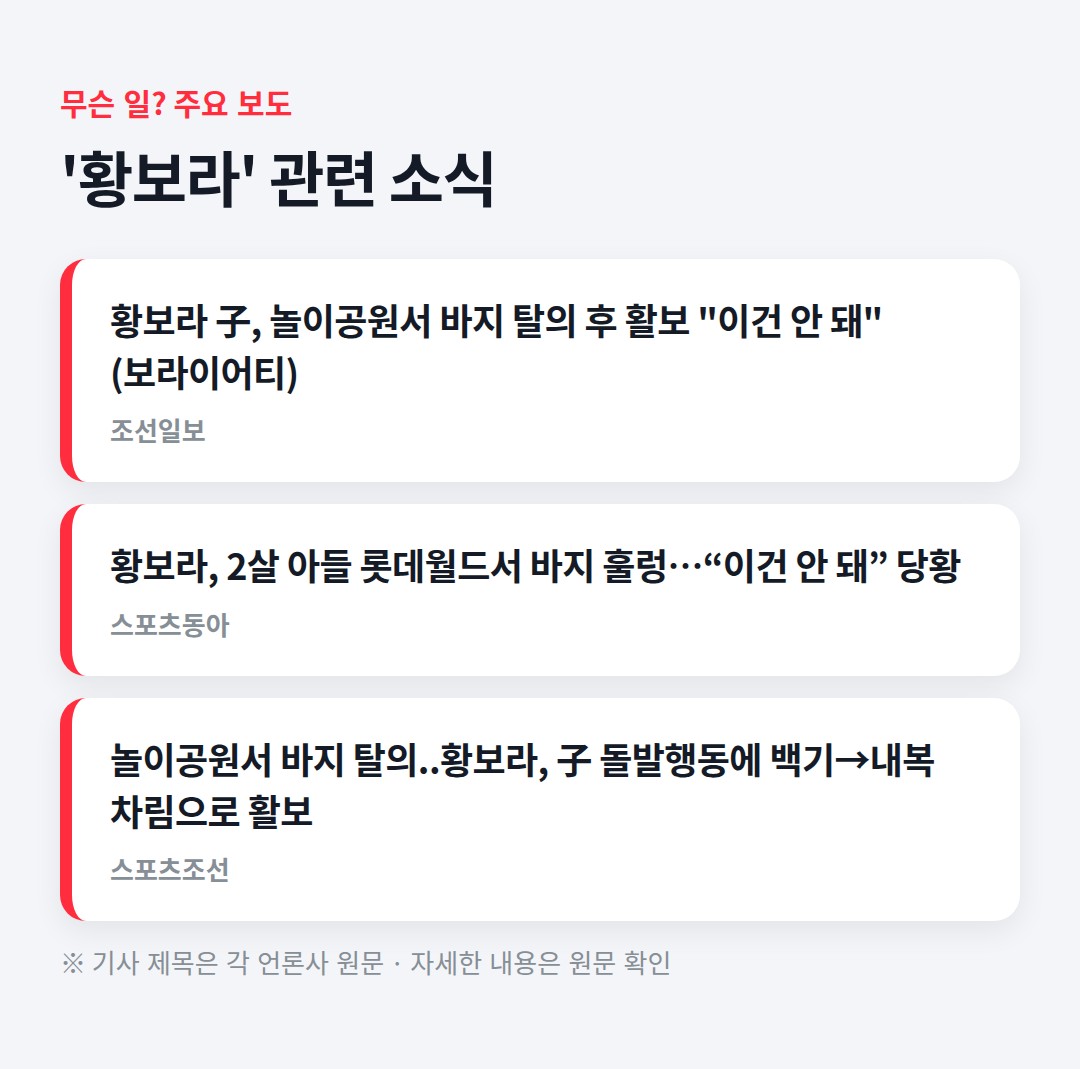 무슨 일? 주요 보도
'황보라' 관련 소식
황보라 子, 놀이공원서 바지 탈의 후 활보 "이건 안 돼"
(보라이어티)
조선일보
황보라, 2살 아들 롯데월드서 바지 훌렁…“이건 안 돼” 당황
스포츠동아
놀이공원서 바지 탈의..황보라, 子 돌발행동에 백기→내복
차림으로 활보
스포츠조선
※ 기사 제목은 각 언론사 원문 · 자세한 내용은 원문 확인